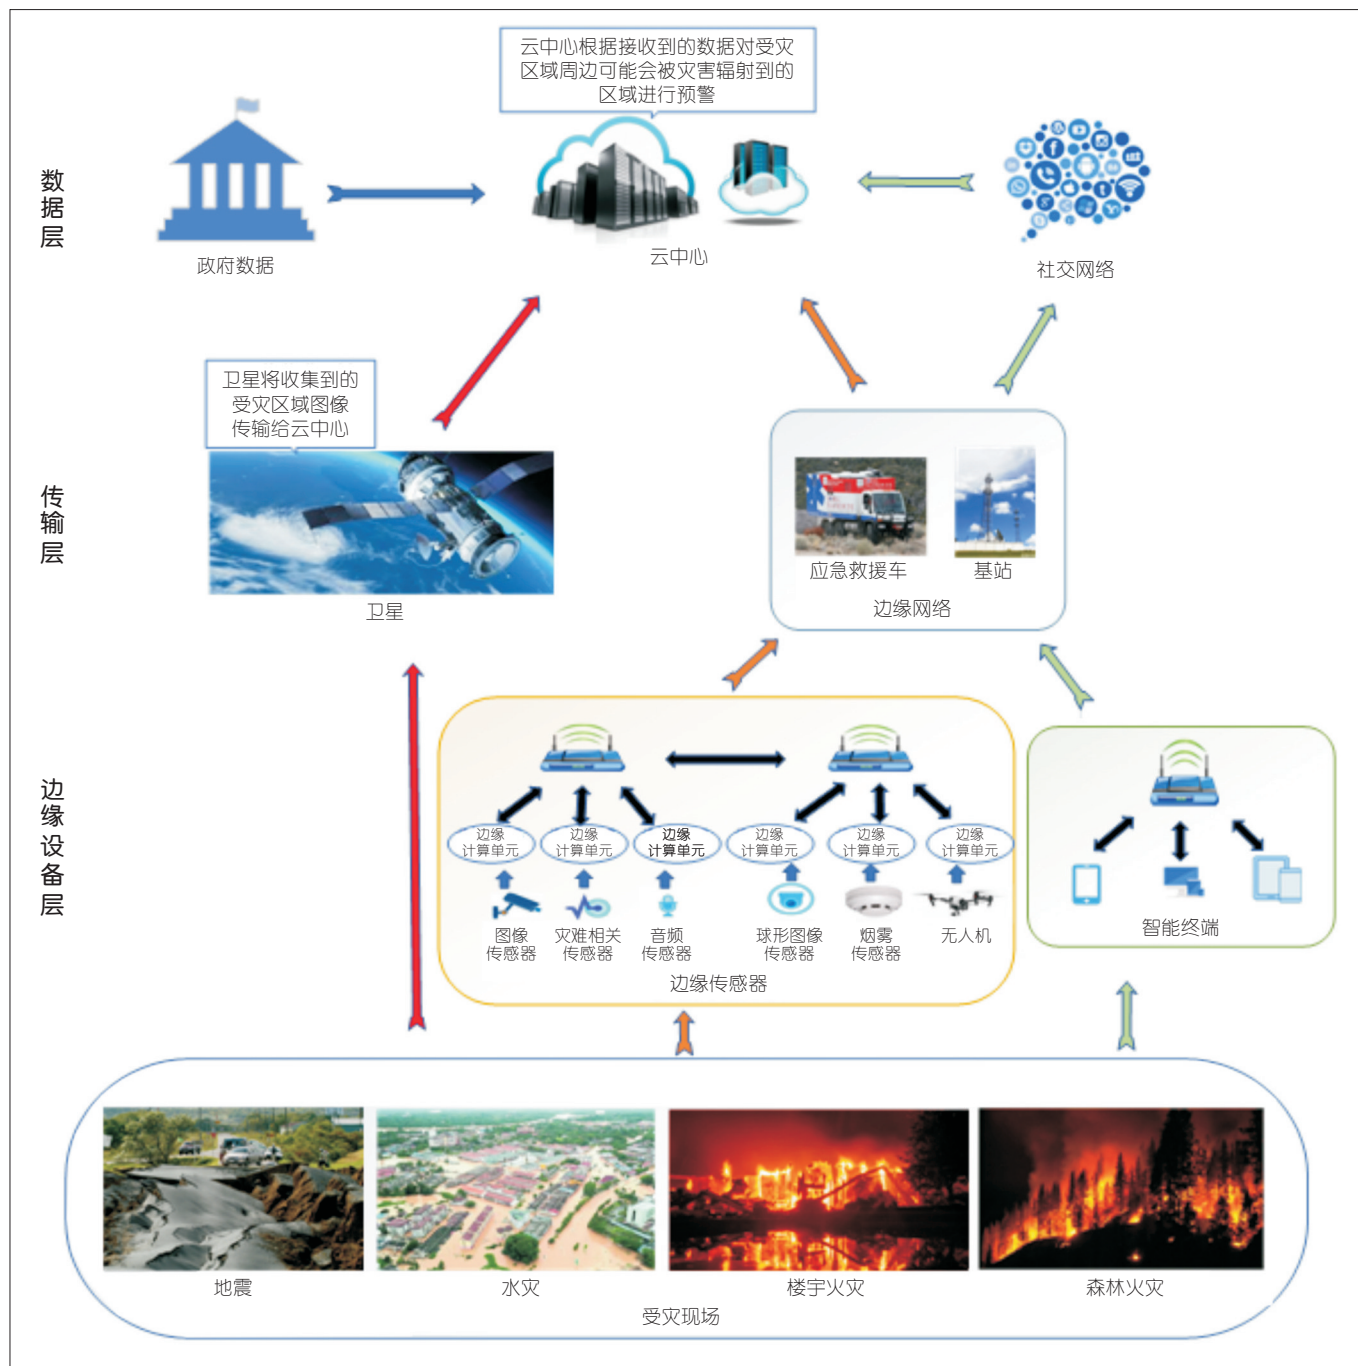 云中心根据接收到的数据对受灾
区域周边可能会被灾害辐射到的
区域进行预警
数据层
政府数据
云中心
社交网络
卫星将收集到的
受灾区域图像
传输给云中心
传输层
应急救援车
基站
卫星
边缘网络
边缘设备层
边缘
计算单元
边缘
计算单元
边缘
计算单元
边缘
计算单元
边缘
计算单元
边缘
计算单元
图像
传感器
灾难相关
传感器
音频
传感器
球形图像
传感器
烟雾
传感器
无人机
边缘传感器
智能终端
地震
水灾
楼宇火灾
森林火灾
受灾现场